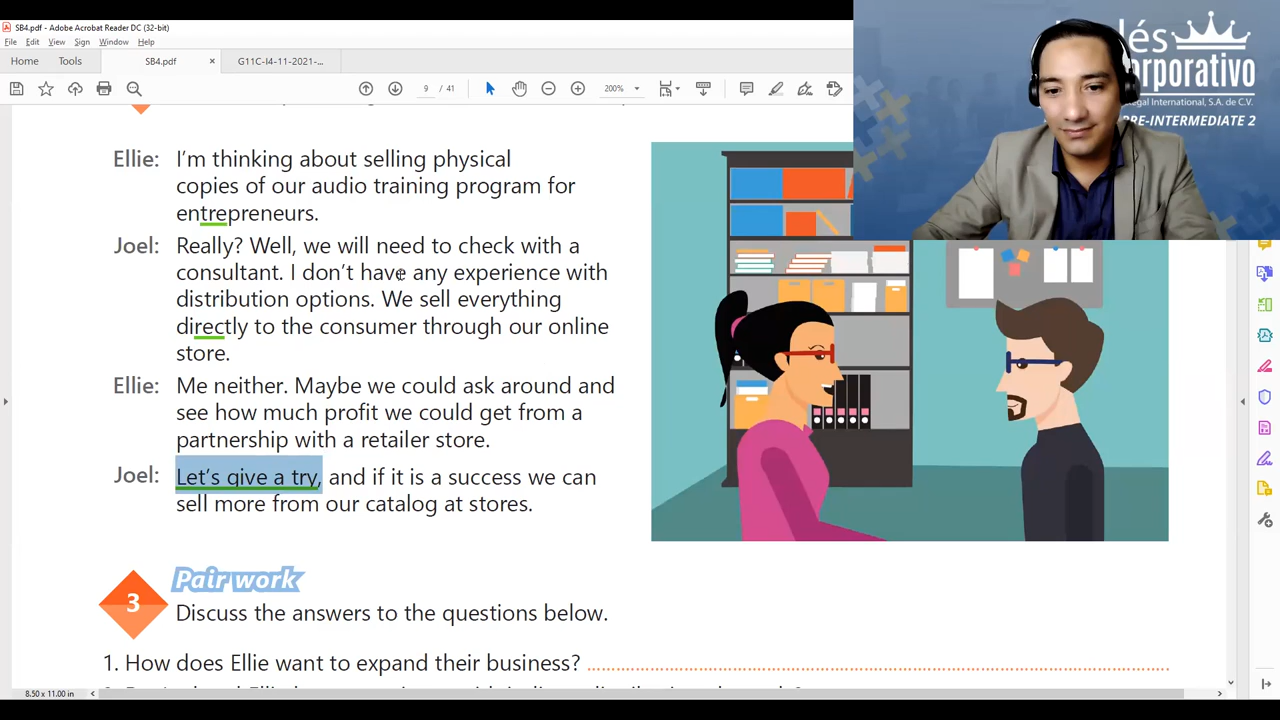 SB4.pdf - Adobe Acrobat Reader DC (32-bit)
File Edit View Sign Window Help
Home Tools SB4.pdf × G11C-I4-11-2021-...
9 / 41 200%
Ellie: I'm thinking about selling physical
copies of our audio training program for
entrepreneurs.
Joel: Really? Well, we will need to check with a
consultant. I don't have any experience with
distribution options. We sell everything
directly to the consumer through our online
store.
Ellie: Me neither. Maybe we could ask around and
see how much profit we could get from a
partnership with a retailer store.
Joel: Let's give a try, and if it is a success we can
sell more from our catalog at stores.
3 Pair work
Discuss the answers to the questions below.
1. How does Ellie want to expand their business?
8.50 x 11.00 in
lés
rporativo
egal International, S.A. de C.V.
PRE-INTERMEDIATE 2